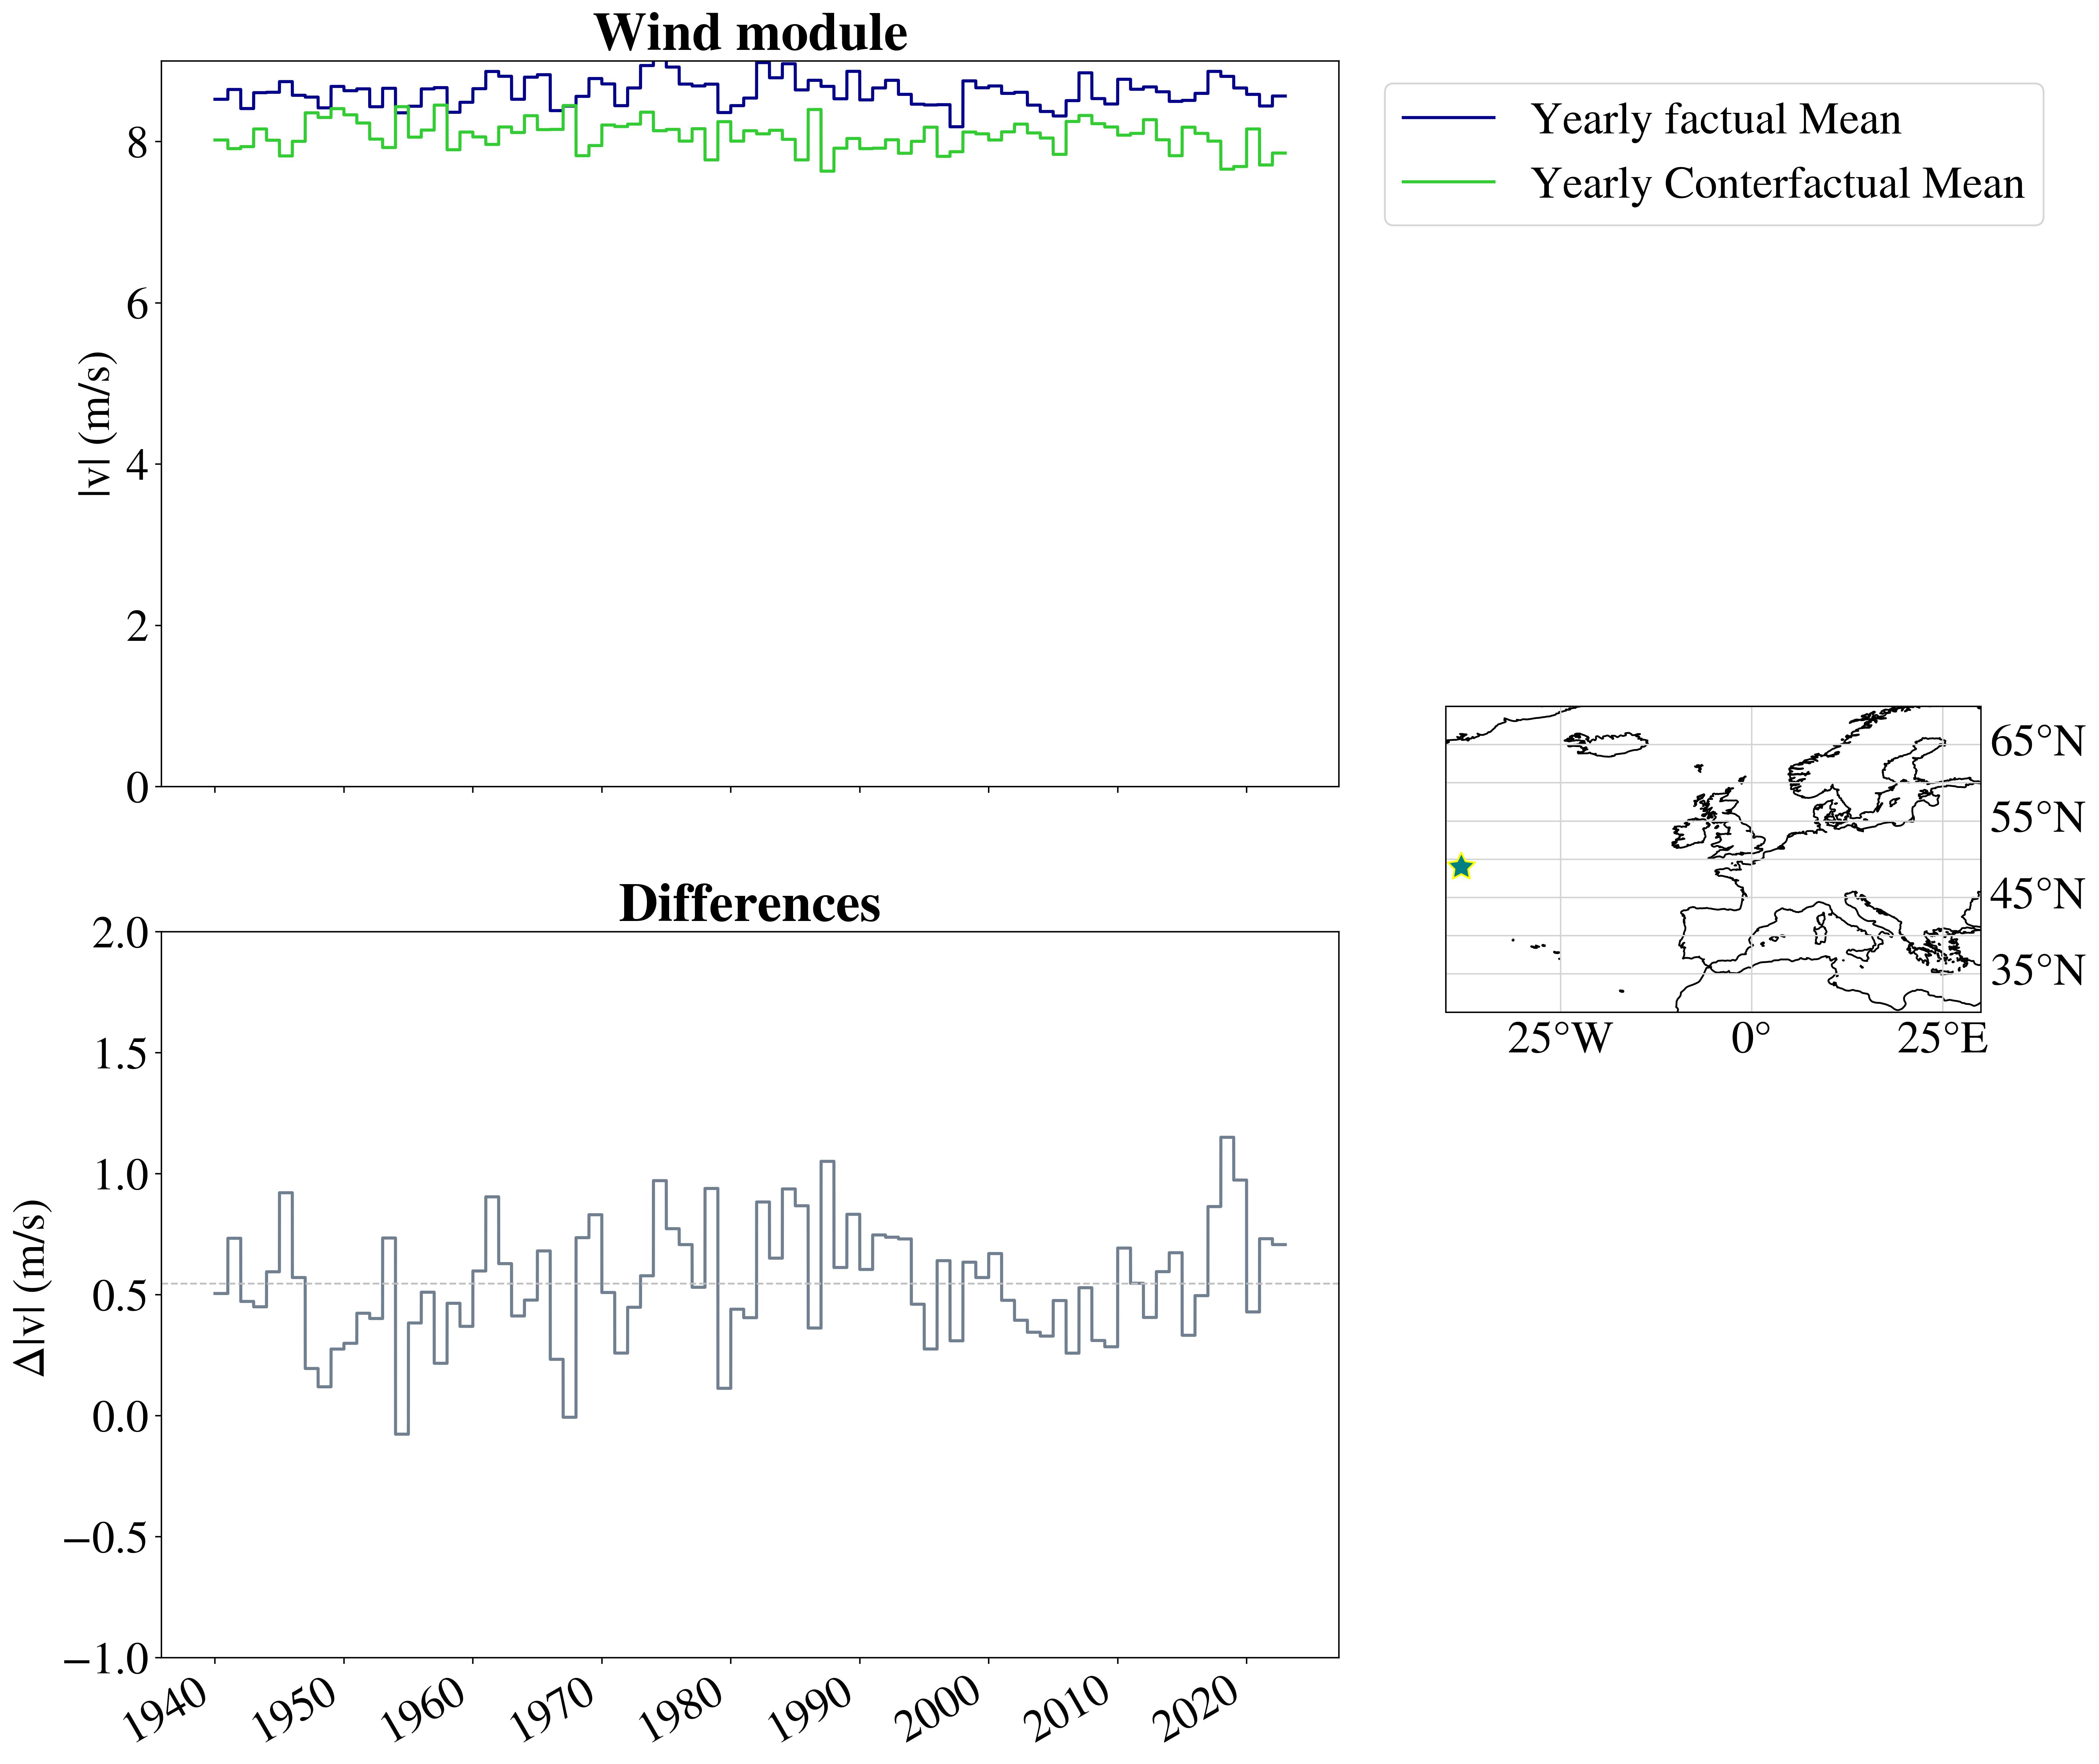 Wind module
|v| (m/s)
8
6
4
2
0
Yearly factual Mean
Yearly Conterfactual Mean
65°N
55°N
45°N
35°N
25°W 0° 25°E
Differences
Δ|v| (m/s)
2.0
1.5
1.0
0.5
0.0
−0.5
−1.0
1940 1950 1960 1970 1980 1990 2000 2010 2020